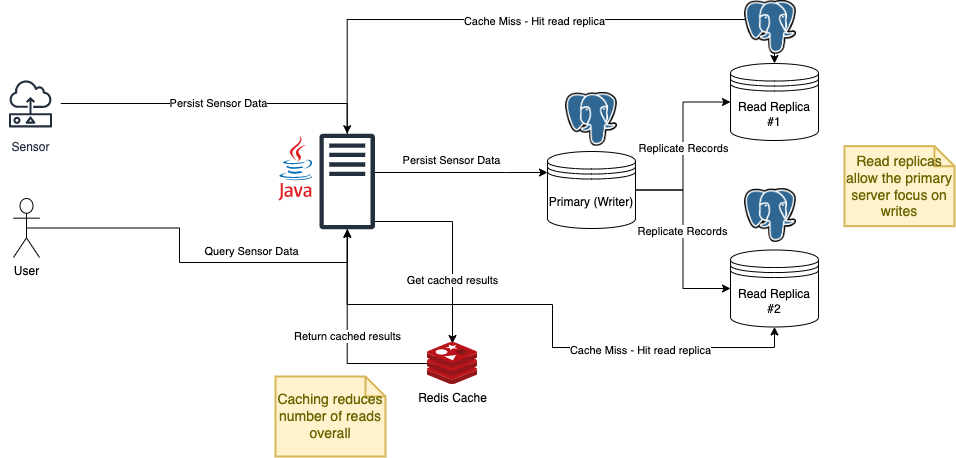 Cache Miss - Hit read replica
Persist Sensor Data
Sensor
Java
Persist Sensor Data
Primary (Writer)
Replicate Records
Replicate Records
Read Replica
#1
Read replicas
allow the primary
server focus on
writes
User
Query Sensor Data
Get cached results
Read Replica
#2
Return cached results
Cache Miss - Hit read replica
Redis Cache
Caching reduces
number of reads
overall